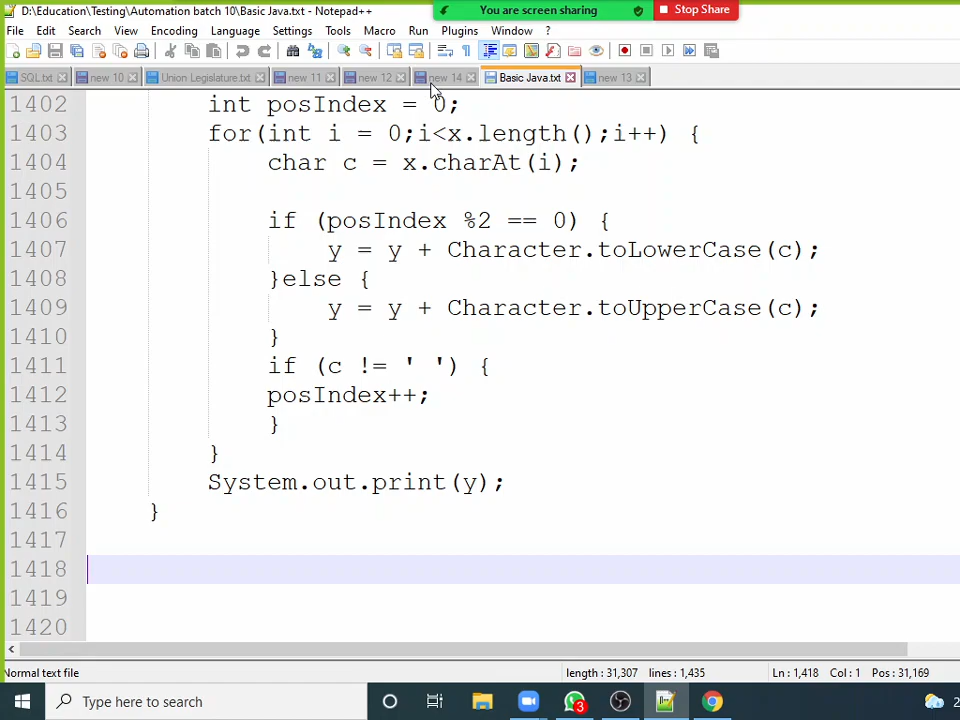 D:\Education\Testing\Automation batch 10\Basic Java.txt - Notepad++
You are screen sharing
Stop Share
File Edit Search View Encoding Language Settings Tools Macro Run Plugins Window ?
SQL.txt new 10 Union Legislature.txt new 11 new 12 new 14 Basic Java.txt new 13
1402 int posIndex = 0;
1403 for(int i = 0;i<x.length();i++) {
1404 char c = x.charAt(i);
1405
1406 if (posIndex %2 == 0) {
1407 y = y + Character.toLowerCase(c);
1408 }else {
1409 y = y + Character.toUpperCase(c);
1410 }
1411 if (c != ' ') {
1412 posIndex++;
1413 }
1414 }
1415 System.out.print(y);
1416 }
1417
1418
1419
1420
Normal text file length : 31,307 lines : 1,435 Ln : 1,418 Col : 1 Pos : 31,169
Type here to search
3
2